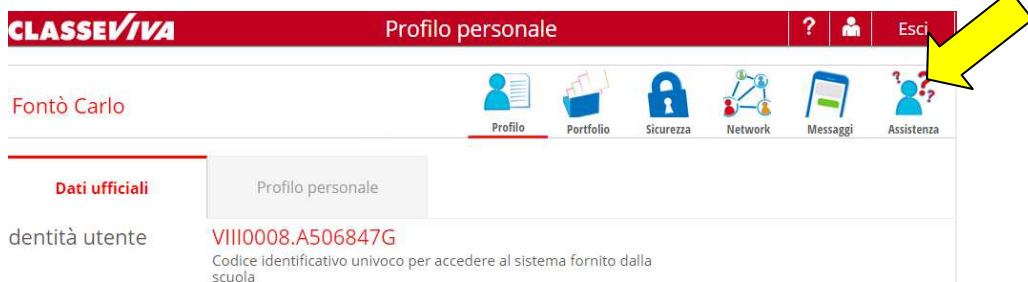 CLASSEVIVA
Profilo personale
?
Esci
Fontò Carlo
Profilo
Portfolio
Sicurezza
Network
Messaggi
Assistenza
Dati ufficiali
Profilo personale
dentità utente
VIII0008.A506847G
Codice identificativo univoco per accedere al sistema fornito dalla
scuola